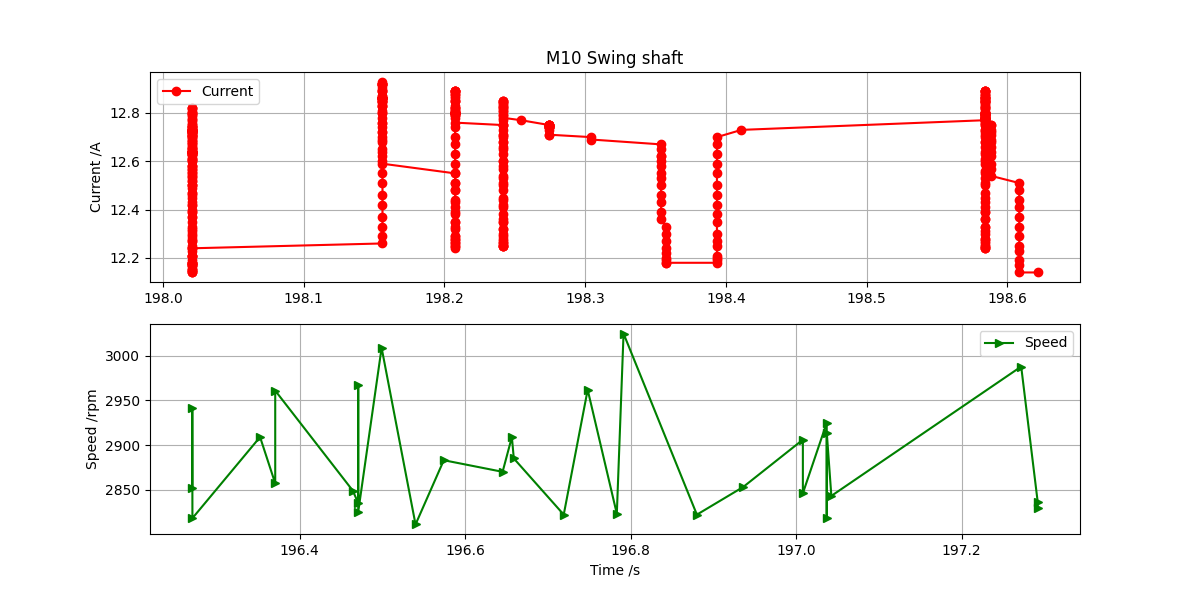 M10 Swing shaft
Current
Current /A
12.8
12.6
12.4
12.2
198.0 198.1 198.2 198.3 198.4 198.5 198.6
Speed
Speed /rpm
3000
2950
2900
2850
196.4 196.6 196.8 197.0 197.2
Time /s